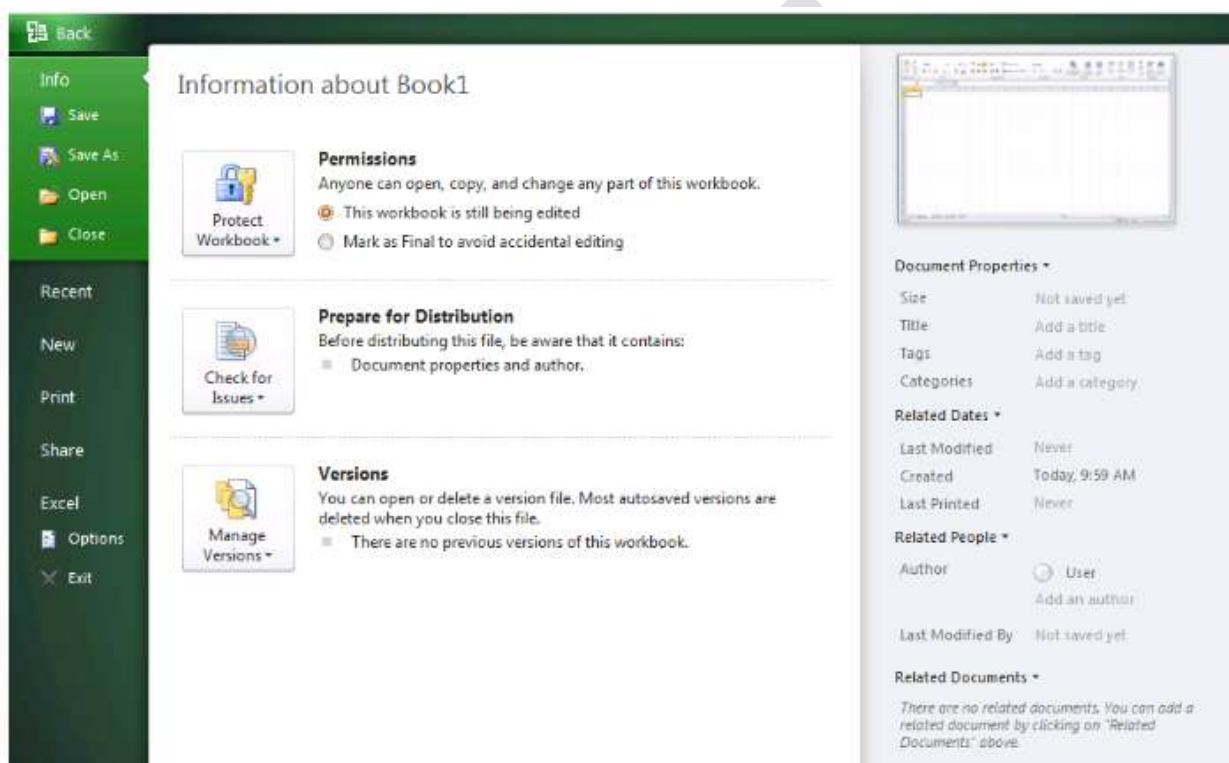 Back
Info
Save
Save As
Open
Close
Recent
New
Print
Share
Excel
Options
Exit
Information about Book1
Protect
Workbook
Permissions
Anyone can open, copy, and change any part of this workbook.
This workbook is still being edited
Mark as Final to avoid accidental editing
Check for
Issues
Prepare for Distribution
Before distributing this file, be aware that it contains:
Document properties and author.
Manage
Versions
Versions
You can open or delete a version file. Most autosaved versions are
deleted when you close this file.
There are no previous versions of this workbook.
Document Properties
Size Not saved yet
Title Add a title
Tags Add a tag
Categories Add a category
Related Dates
Last Modified Never
Created Today, 9:59 AM
Last Printed Never
Related People
Author User
Add an author
Last Modified By Not saved yet
Related Documents
There are no related documents. You can add a
related document by clicking on "Related
Documents" above.